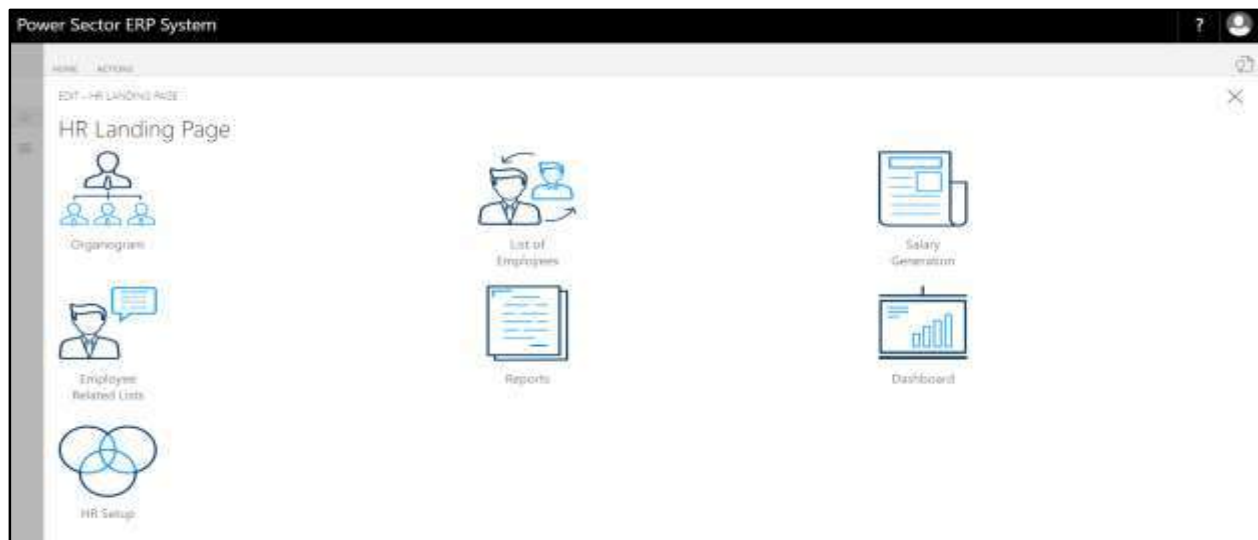 Power Sector ERP System
?
HOME ACTIONS
EDIT - HR LANDING PAGE
HR Landing Page
Organogram
List of
Employees
Salary
Generation
Employee
Related Lists
Reports
Dashboard
HR Setup